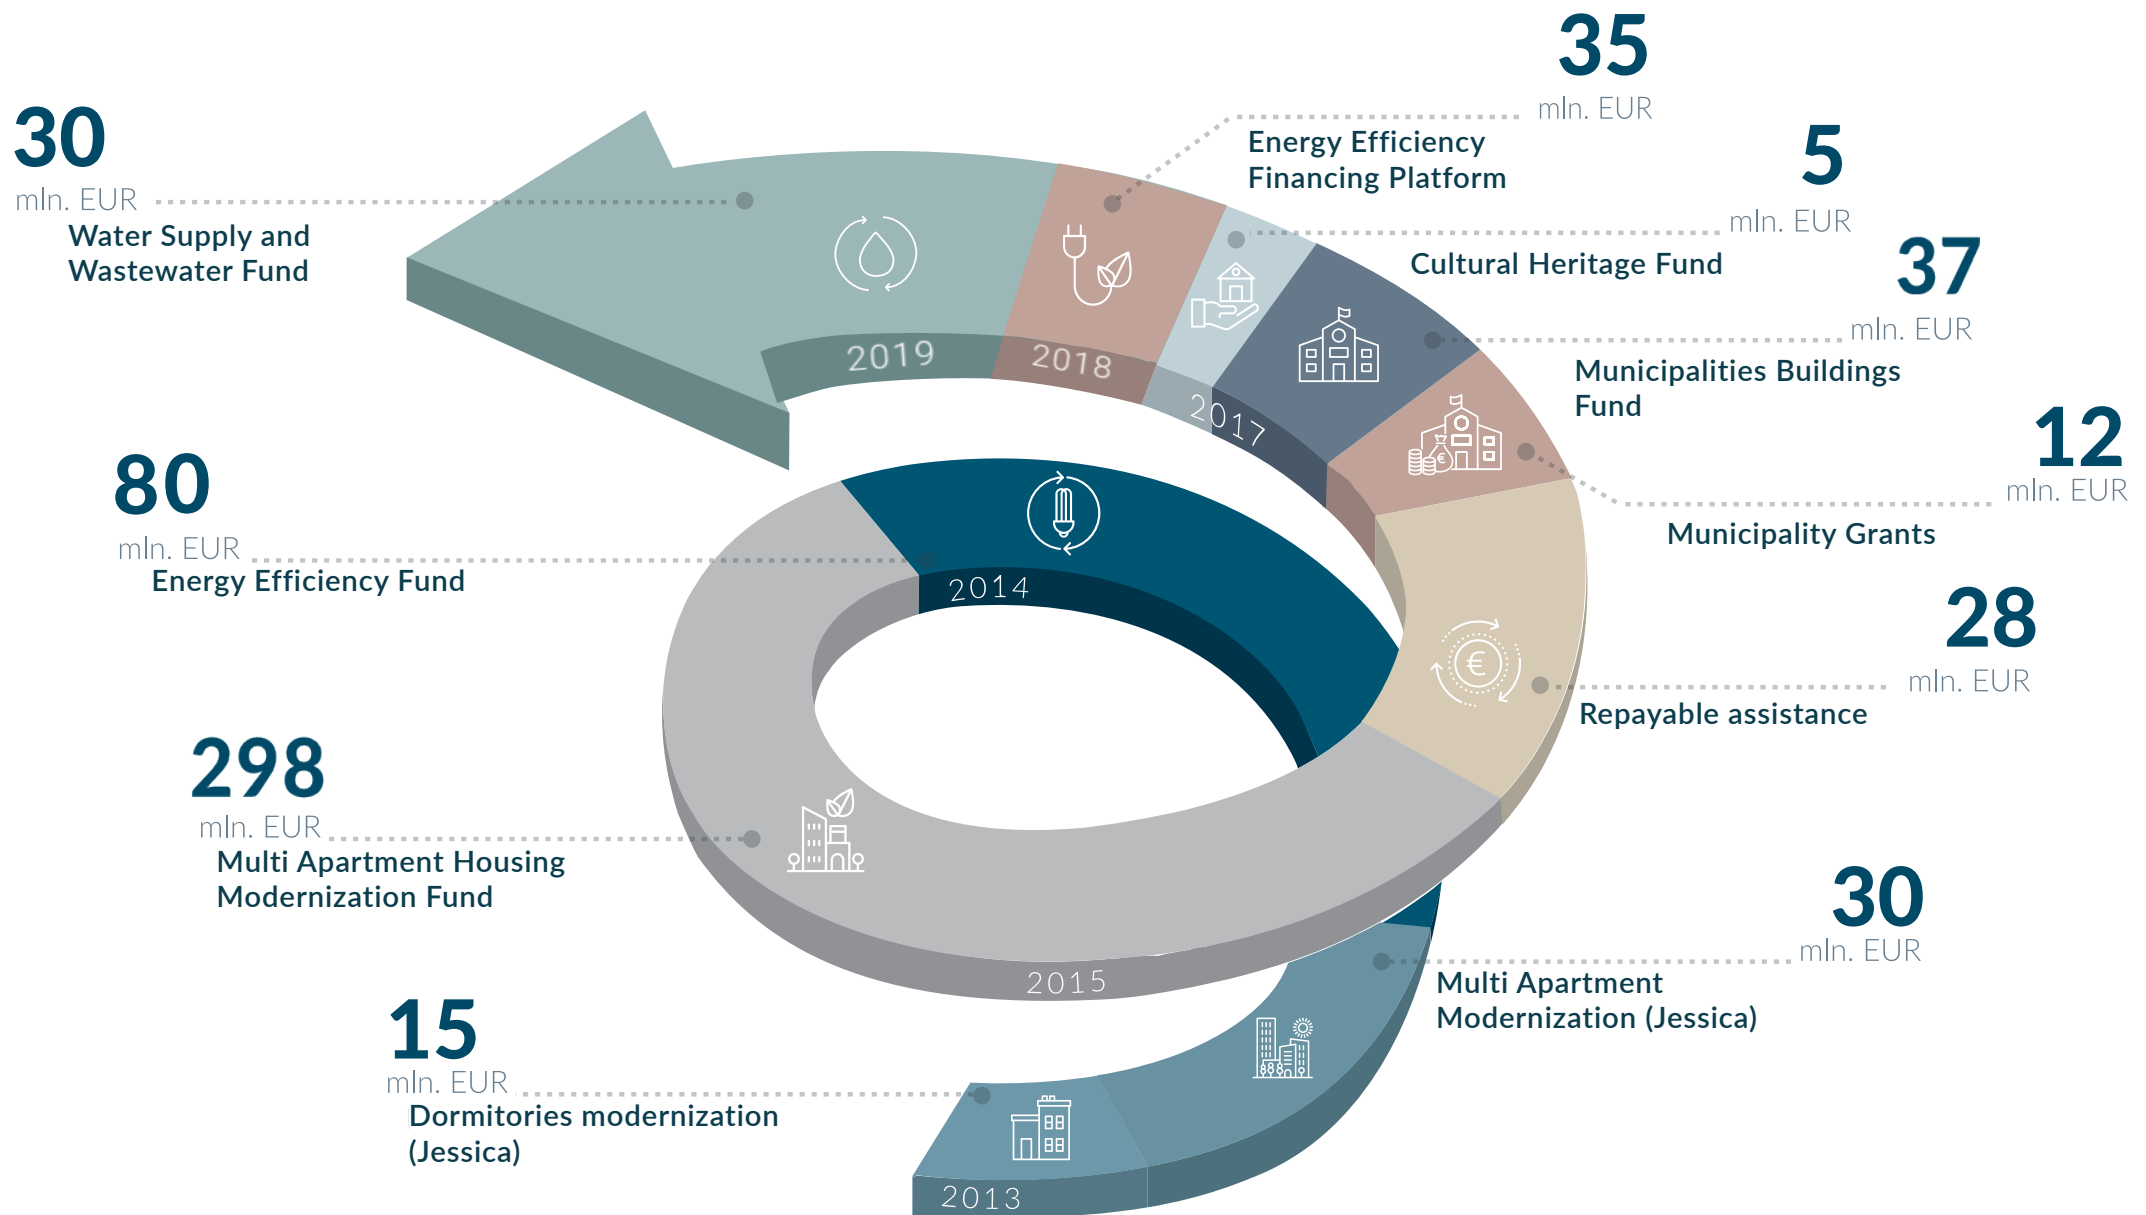 35
mln. EUR
Energy Efficiency
Financing Platform
30
mln. EUR
Water Supply and
Wastewater Fund
5
mln. EUR
Cultural Heritage Fund
37
mln. EUR
Municipalities Buildings
Fund
2019
2018
2017
12
mln. EUR
Municipality Grants
80
mln. EUR
Energy Efficiency Fund
2014
28
mln. EUR
Repayable assistance
€
€
298
mln. EUR
Multi Apartment Housing
Modernization Fund
2015
30
mln. EUR
Multi Apartment
Modernization (Jessica)
15
mln. EUR
Dormitories modernization
(Jessica)
2013